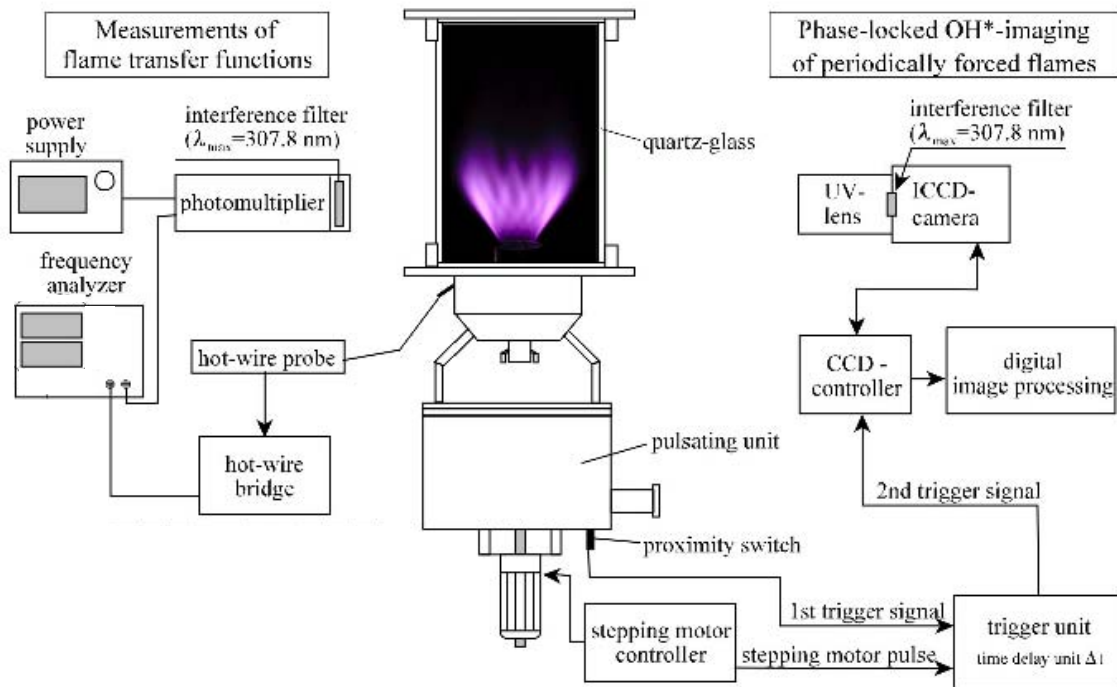 Measurements of
flame transfer functions
Phase-locked OH*-imaging
of periodically forced flames
power
supply
interference filter
(λmax=307.8 nm)
photomultiplier
frequency
analyzer
hot-wire probe
hot-wire
bridge
quartz-glass
interference filter
(λmax=307.8 nm)
UV-
lens
ICCD-
camera
CCD -
controller
digital
image processing
pulsating unit
2nd trigger signal
proximity switch
1st trigger signal
stepping motor
controller
stepping motor pulse
trigger unit
time delay unit Δt